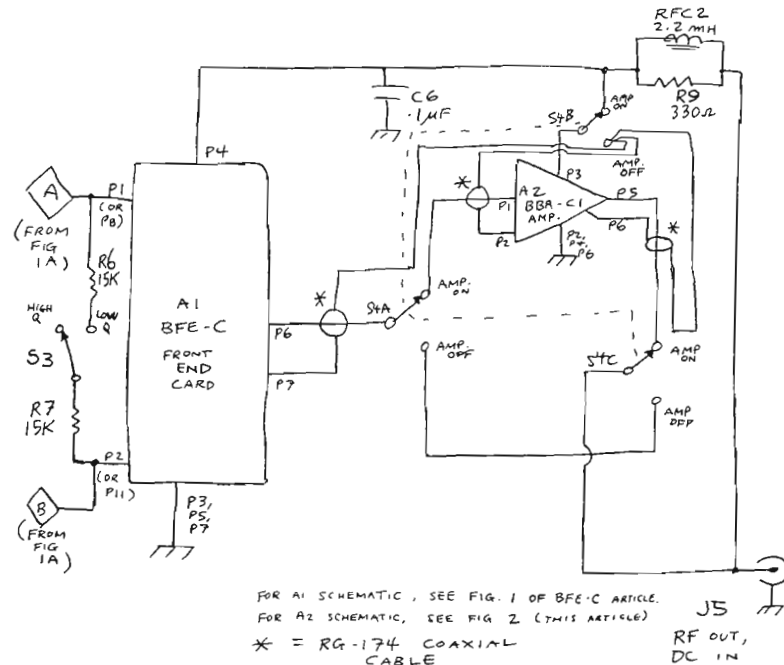 RFC2
2.2 MH
R9
330Ω
C6
.1µF
S4B
AMP
ON
AMP.
OFF
P4
A
(FROM
FIG
1A)
P1
(OR
P8)
R6
15K
HIGH
Q
LOW
Q
S3
R7
15K
P2
(OR
P11)
B
(FROM
FIG
1A)
A1
BFE-C
FRONT
END
CARD
P6
P7
*
S4A
AMP.
ON
AMP.
OFF
*
P1
P2
A2
BBA-C1
AMP.
P3
P5
P6
P2,
P4,
P6
*
S4C
AMP
ON
AMP
OFF
P3,
P5,
P7
FOR A1 SCHEMATIC, SEE FIG. 1 OF BFE-C ARTICLE.
FOR A2 SCHEMATIC, SEE FIG 2 (THIS ARTICLE)
* = RG-174 COAXIAL
CABLE
J5
RF OUT,
DC IN